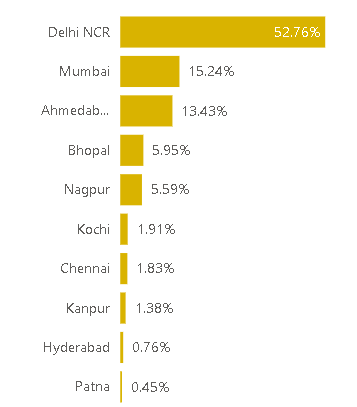 Delhi NCR 52.76%
Mumbai 15.24%
Ahmedab... 13.43%
Bhopal 5.95%
Nagpur 5.59%
Kochi 1.91%
Chennai 1.83%
Kanpur 1.38%
Hyderabad 0.76%
Patna 0.45%